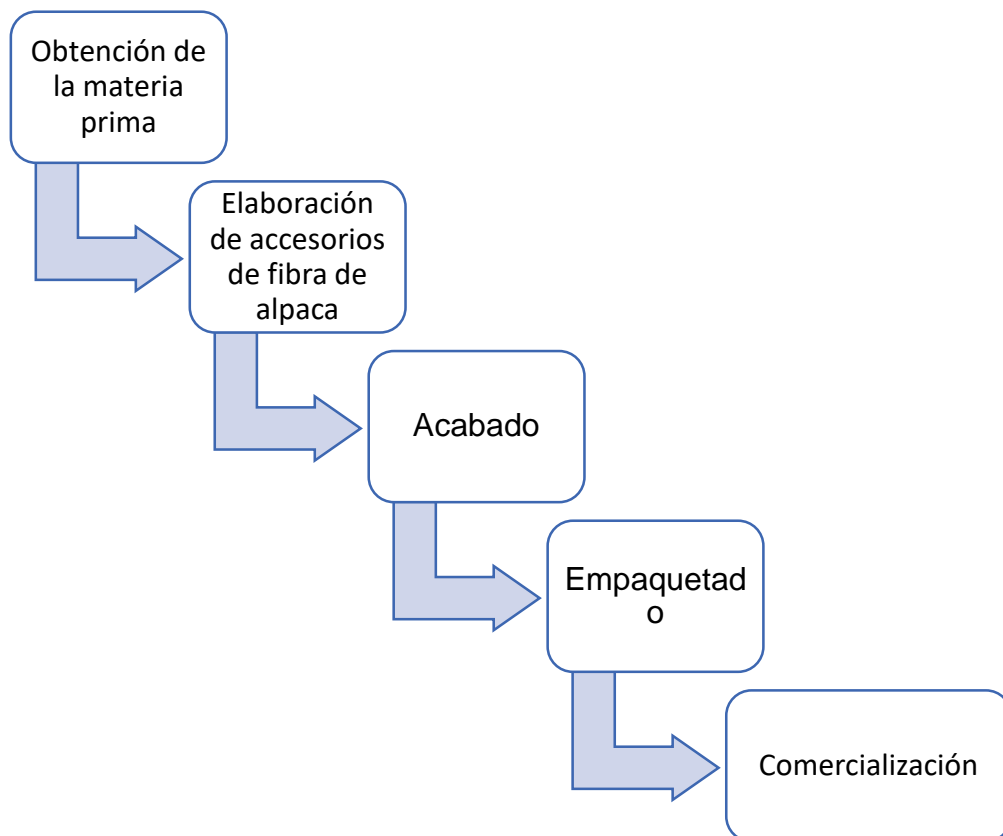 Obtención de
la materia
prima
Elaboración
de accesorios
de fibra de
alpaca
Acabado
Empaquetad
o
Comercialización